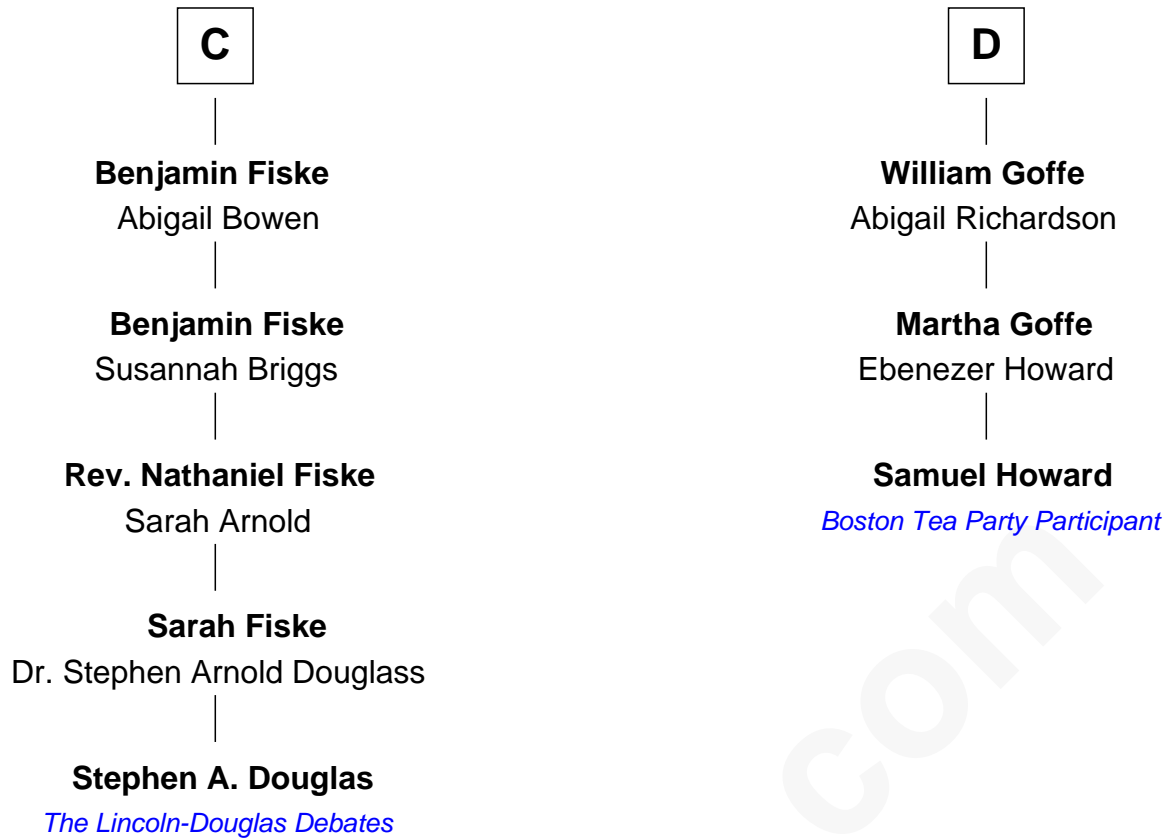 C
Benjamin Fiske
Abigail Bowen
Benjamin Fiske
Susannah Briggs
Rev. Nathaniel Fiske
Sarah Arnold
Sarah Fiske
Dr. Stephen Arnold Douglass
Stephen A. Douglas
The Lincoln-Douglas Debates
D
William Goffe
Abigail Richardson
Martha Goffe
Ebenezer Howard
Samuel Howard
Boston Tea Party Participant
com